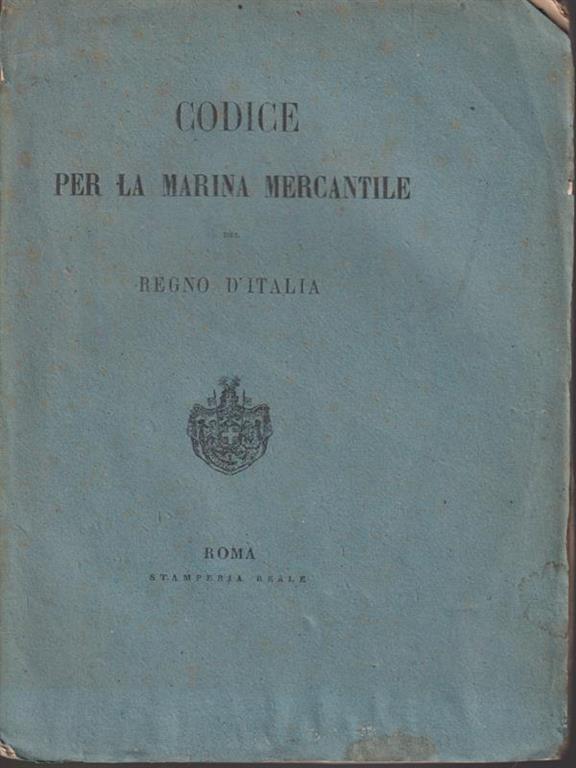 CODICE
PER LA MARINA MERCANTILE
DEL
REGNO D'ITALIA
ROMA
STAMPERIA REALE